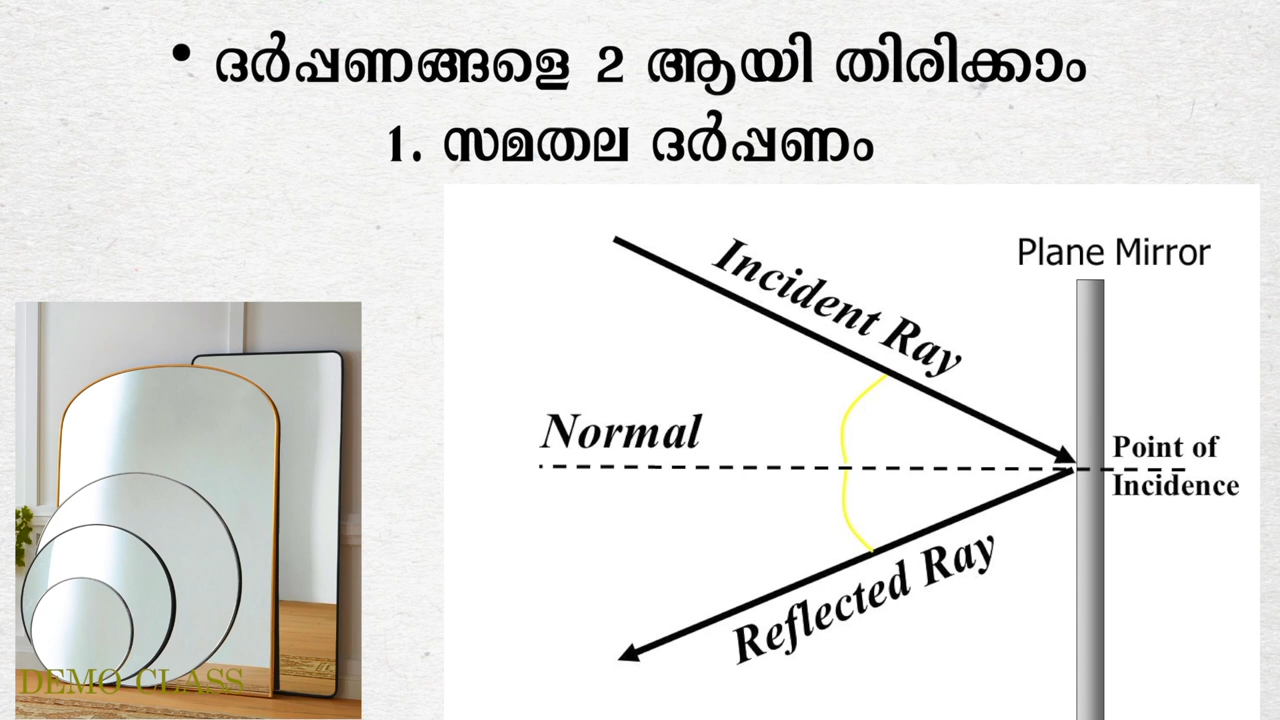 • ദർപ്പണങ്ങളെ 2 ആയി തിരിക്കാം
1. സമതല ദർപ്പണം
Plane Mirror
Incident Ray
Normal
Point of
Incidence
Reflected Ray
DEMO CLASS